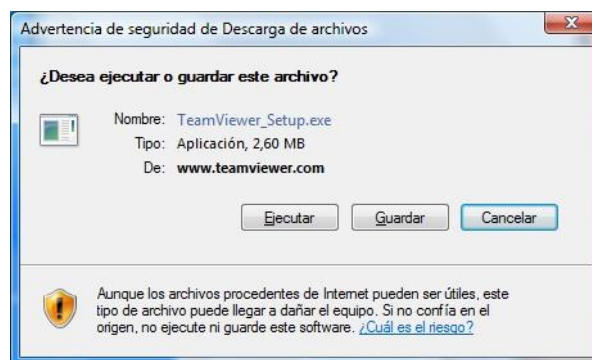 Advertencia de seguridad de Descarga de archivos
¿Desea ejecutar o guardar este archivo?
Nombre: TeamViewer_Setup.exe
Tipo: Aplicación, 2,60 MB
De: www.teamviewer.com
Ejecutar Guardar Cancelar
Aunque los archivos procedentes de Internet pueden ser útiles, este
tipo de archivo puede llegar a dañar el equipo. Si no confía en el
origen, no ejecute ni guarde este software. ¿Cuál es el riesgo?